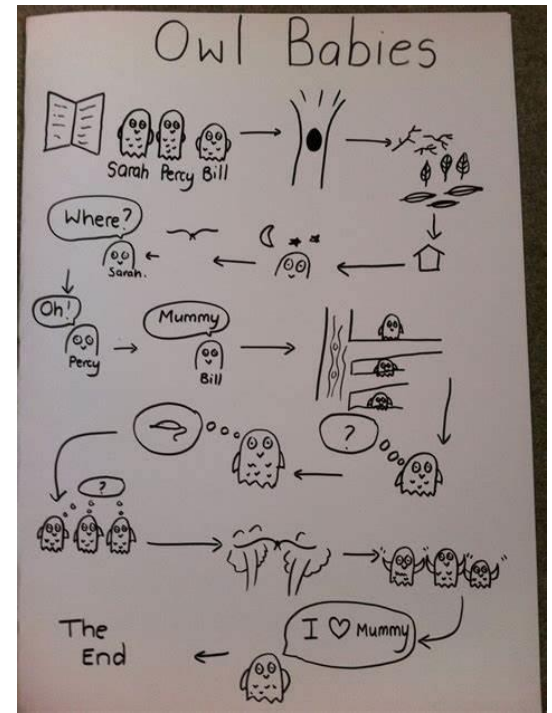 Owl Babies
Sarah Percy Bill
Where?
Sarah.
Oh!
Percy
Mummy
Bill
?
?
I ♡ Mummy
The
End